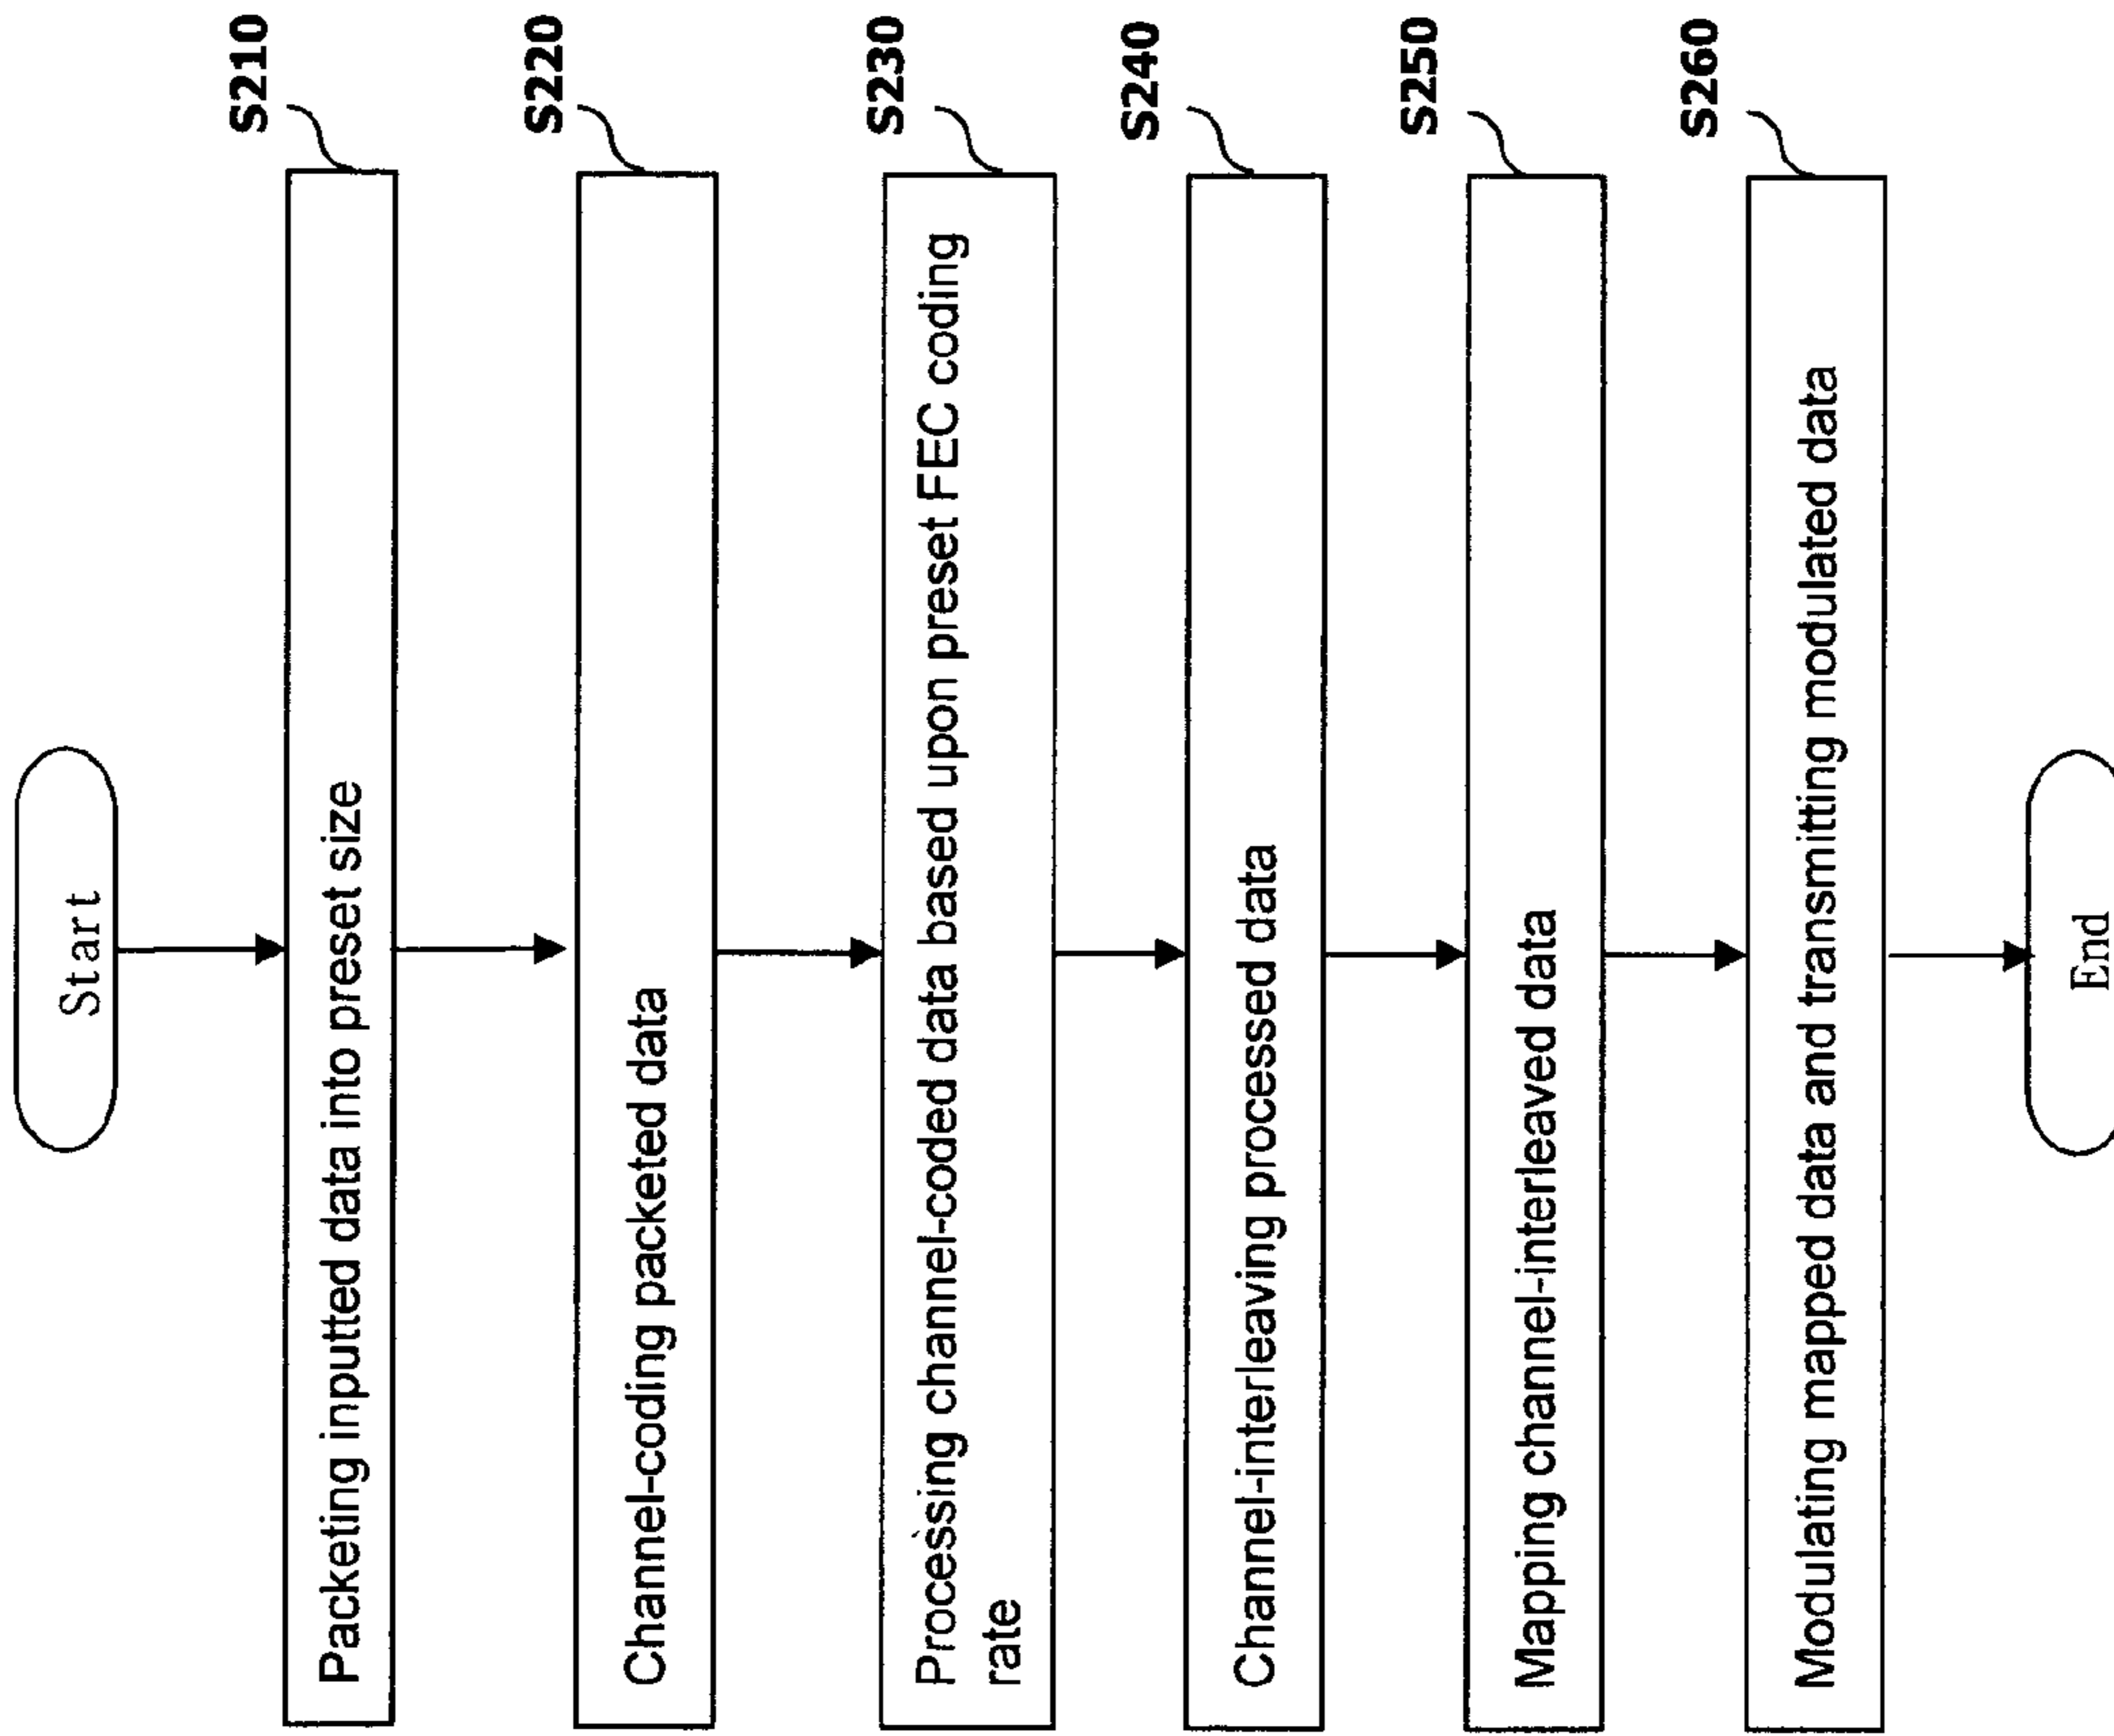 Start
S210
Packeting inputted data into preset size
S220
Channel-coding packeted data
S230
Processing channel-coded data based upon preset FEC coding
rate
S240
Channel-interleaving processed data
S250
Mapping channel-interleaved data
S260
Modulating mapped data and transmitting modulated data
End